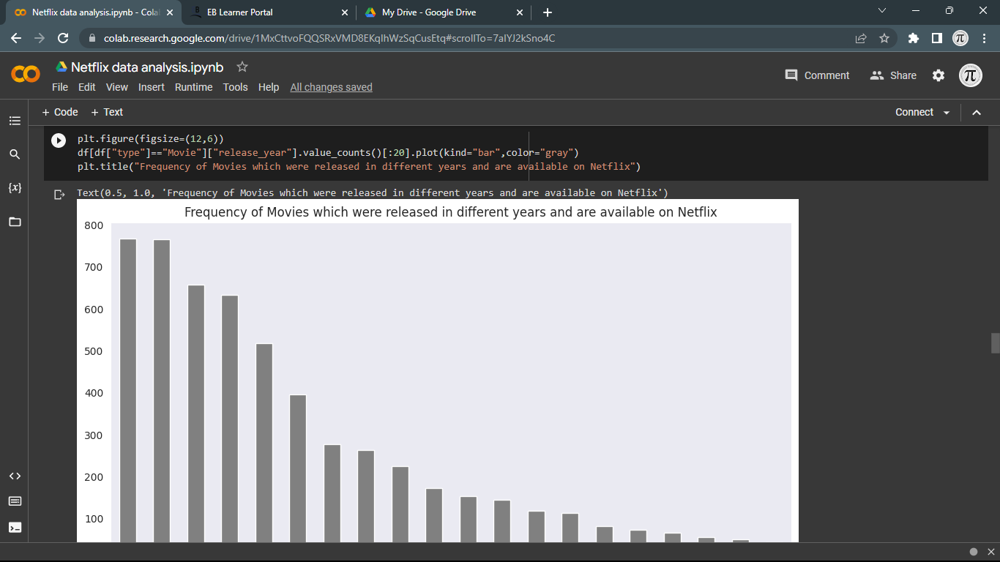 Netflix data analysis.ipynb - Cola
EB Learner Portal
My Drive - Google Drive
colab.research.google.com/drive/1MxCttvoFQQSRxVMD8EKqlhWzSqCusEtq#scrollTo=7aIYJ2kSno4C
Netflix data analysis.ipynb
File Edit View Insert Runtime Tools Help All changes saved
Comment Share
+ Code + Text Connect
plt.figure(figsize=(12,6))
df[df["type"]=="Movie"]["release_year"].value_counts()[:20].plot(kind="bar",color="gray")
plt.title("Frequency of Movies which were released in different years and are available on Netflix")
Text(0.5, 1.0, 'Frequency of Movies which were released in different years and are available on Netflix')
Frequency of Movies which were released in different years and are available on Netflix
800
700
600
500
400
300
200
100